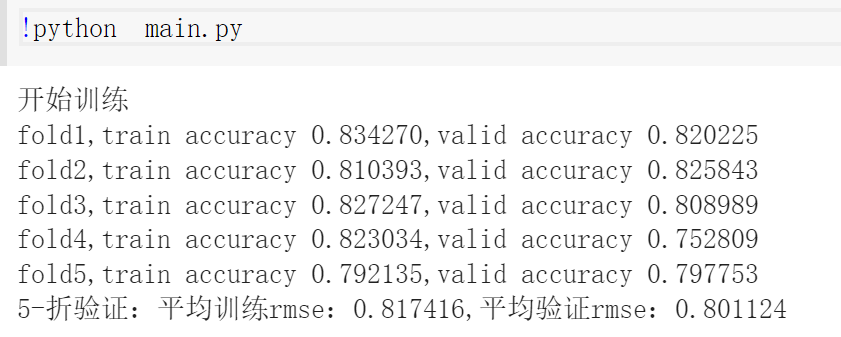 !python  main.py
开始训练
fold1,train accuracy 0.834270,valid accuracy 0.820225
fold2,train accuracy 0.810393,valid accuracy 0.825843
fold3,train accuracy 0.827247,valid accuracy 0.808989
fold4,train accuracy 0.823034,valid accuracy 0.752809
fold5,train accuracy 0.792135,valid accuracy 0.797753
5-折验证：平均训练rmse：0.817416,平均验证rmse：0.801124